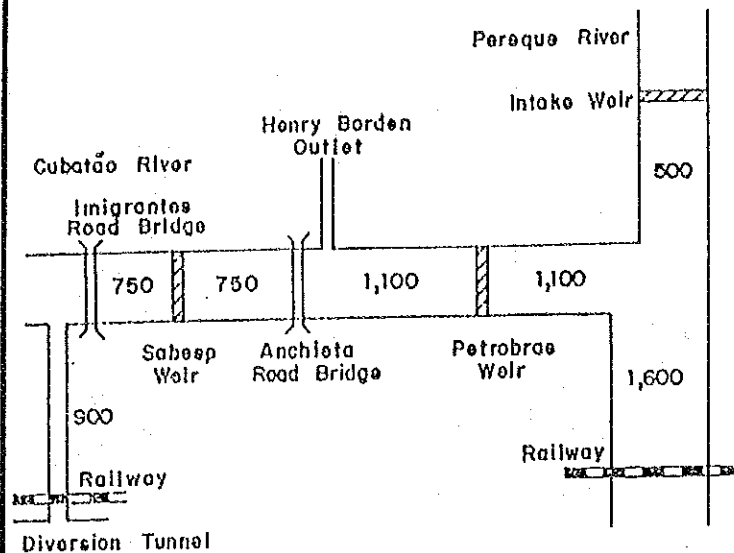 Pereque River
Intake Weir
500
Henry Borden
Outlet
Cubatão River
Imigrantes
Road Bridge
750
750
1,100
1,100
Sabesp
Weir
Anchieta
Road Bridge
Petrobras
Weir
1,600
900
Railway
Railway
Diversion Tunnel